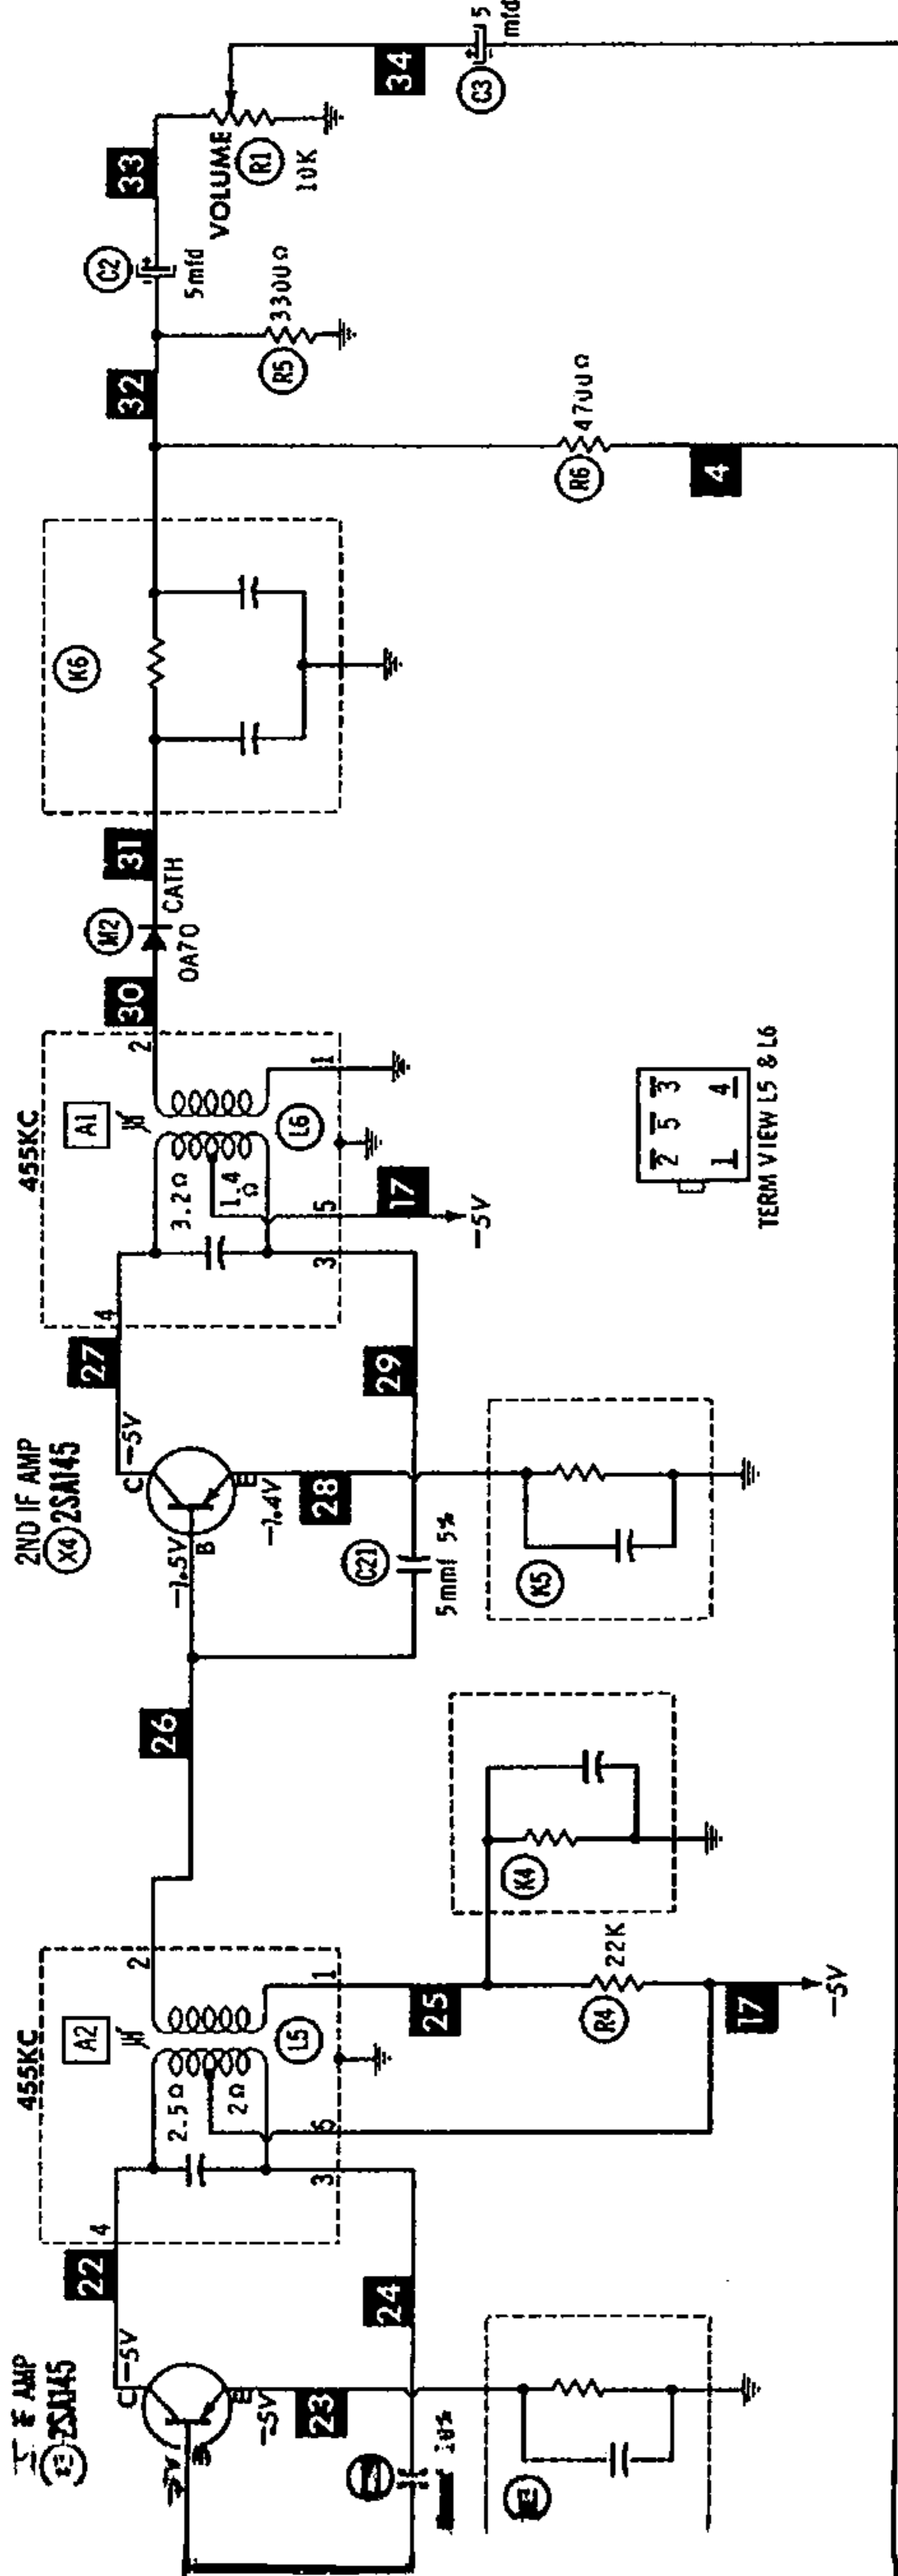 IF AMP
2SA145
-5V
C
22
4
455KC
A2
2.5Ω
2Ω
L5
2
1
3
24
E
-.5V
23
25
R4
22K
17
-5V
K4
26
2ND IF AMP
X4 2SA145
-5V
C
-1.5V
B
E
-1.4V
28
C21
5mmf 5%
K5
27
4
29
3
455KC
A1
3.2Ω
1.4
Ω
L6
5
17
-5V
2
1
30
M2
OA70
CATH
31
K6
32
R6
4700Ω
4
R5
3300Ω
C2
5mfd
33
VOLUME
R1
10K
34
C3
5
mfd
2 5 3
1 4
TERM VIEW L5 & L6